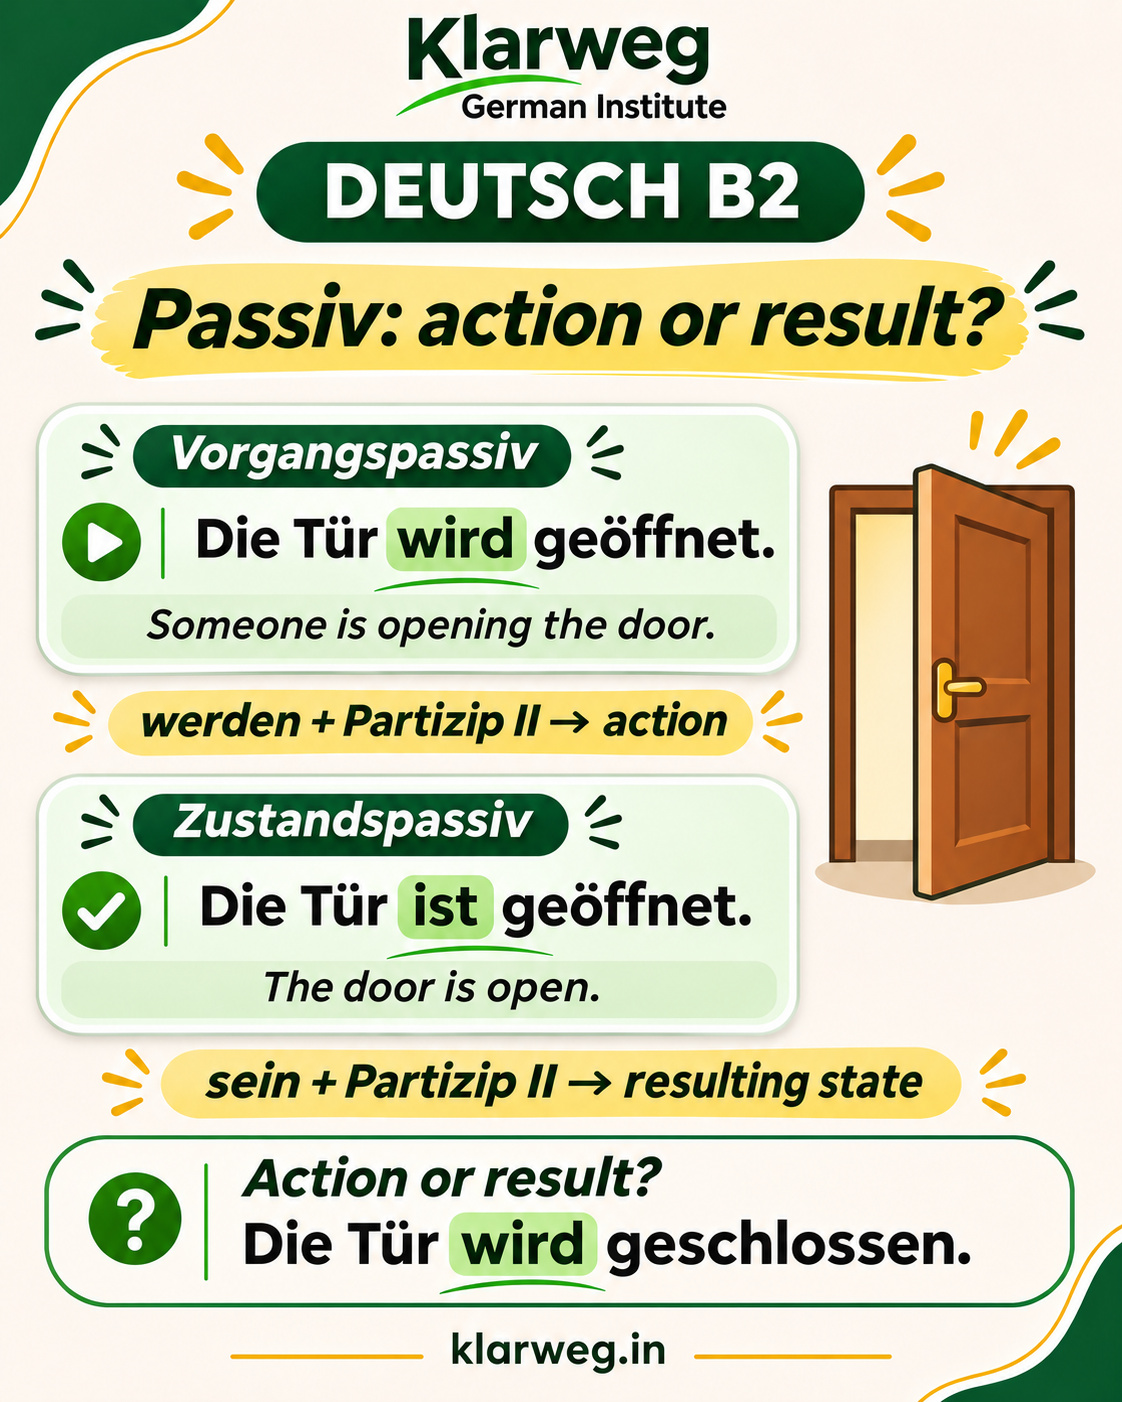 Klarweg
German Institute
DEUTSCH B2
Passiv: action or result?
Vorgangspassiv
Die Tür wird geöffnet.
Someone is opening the door.
werden + Partizip II → action
Zustandspassiv
Die Tür ist geöffnet.
The door is open.
sein + Partizip II → resulting state
?
Action or result?
Die Tür wird geschlossen.
klarweg.in